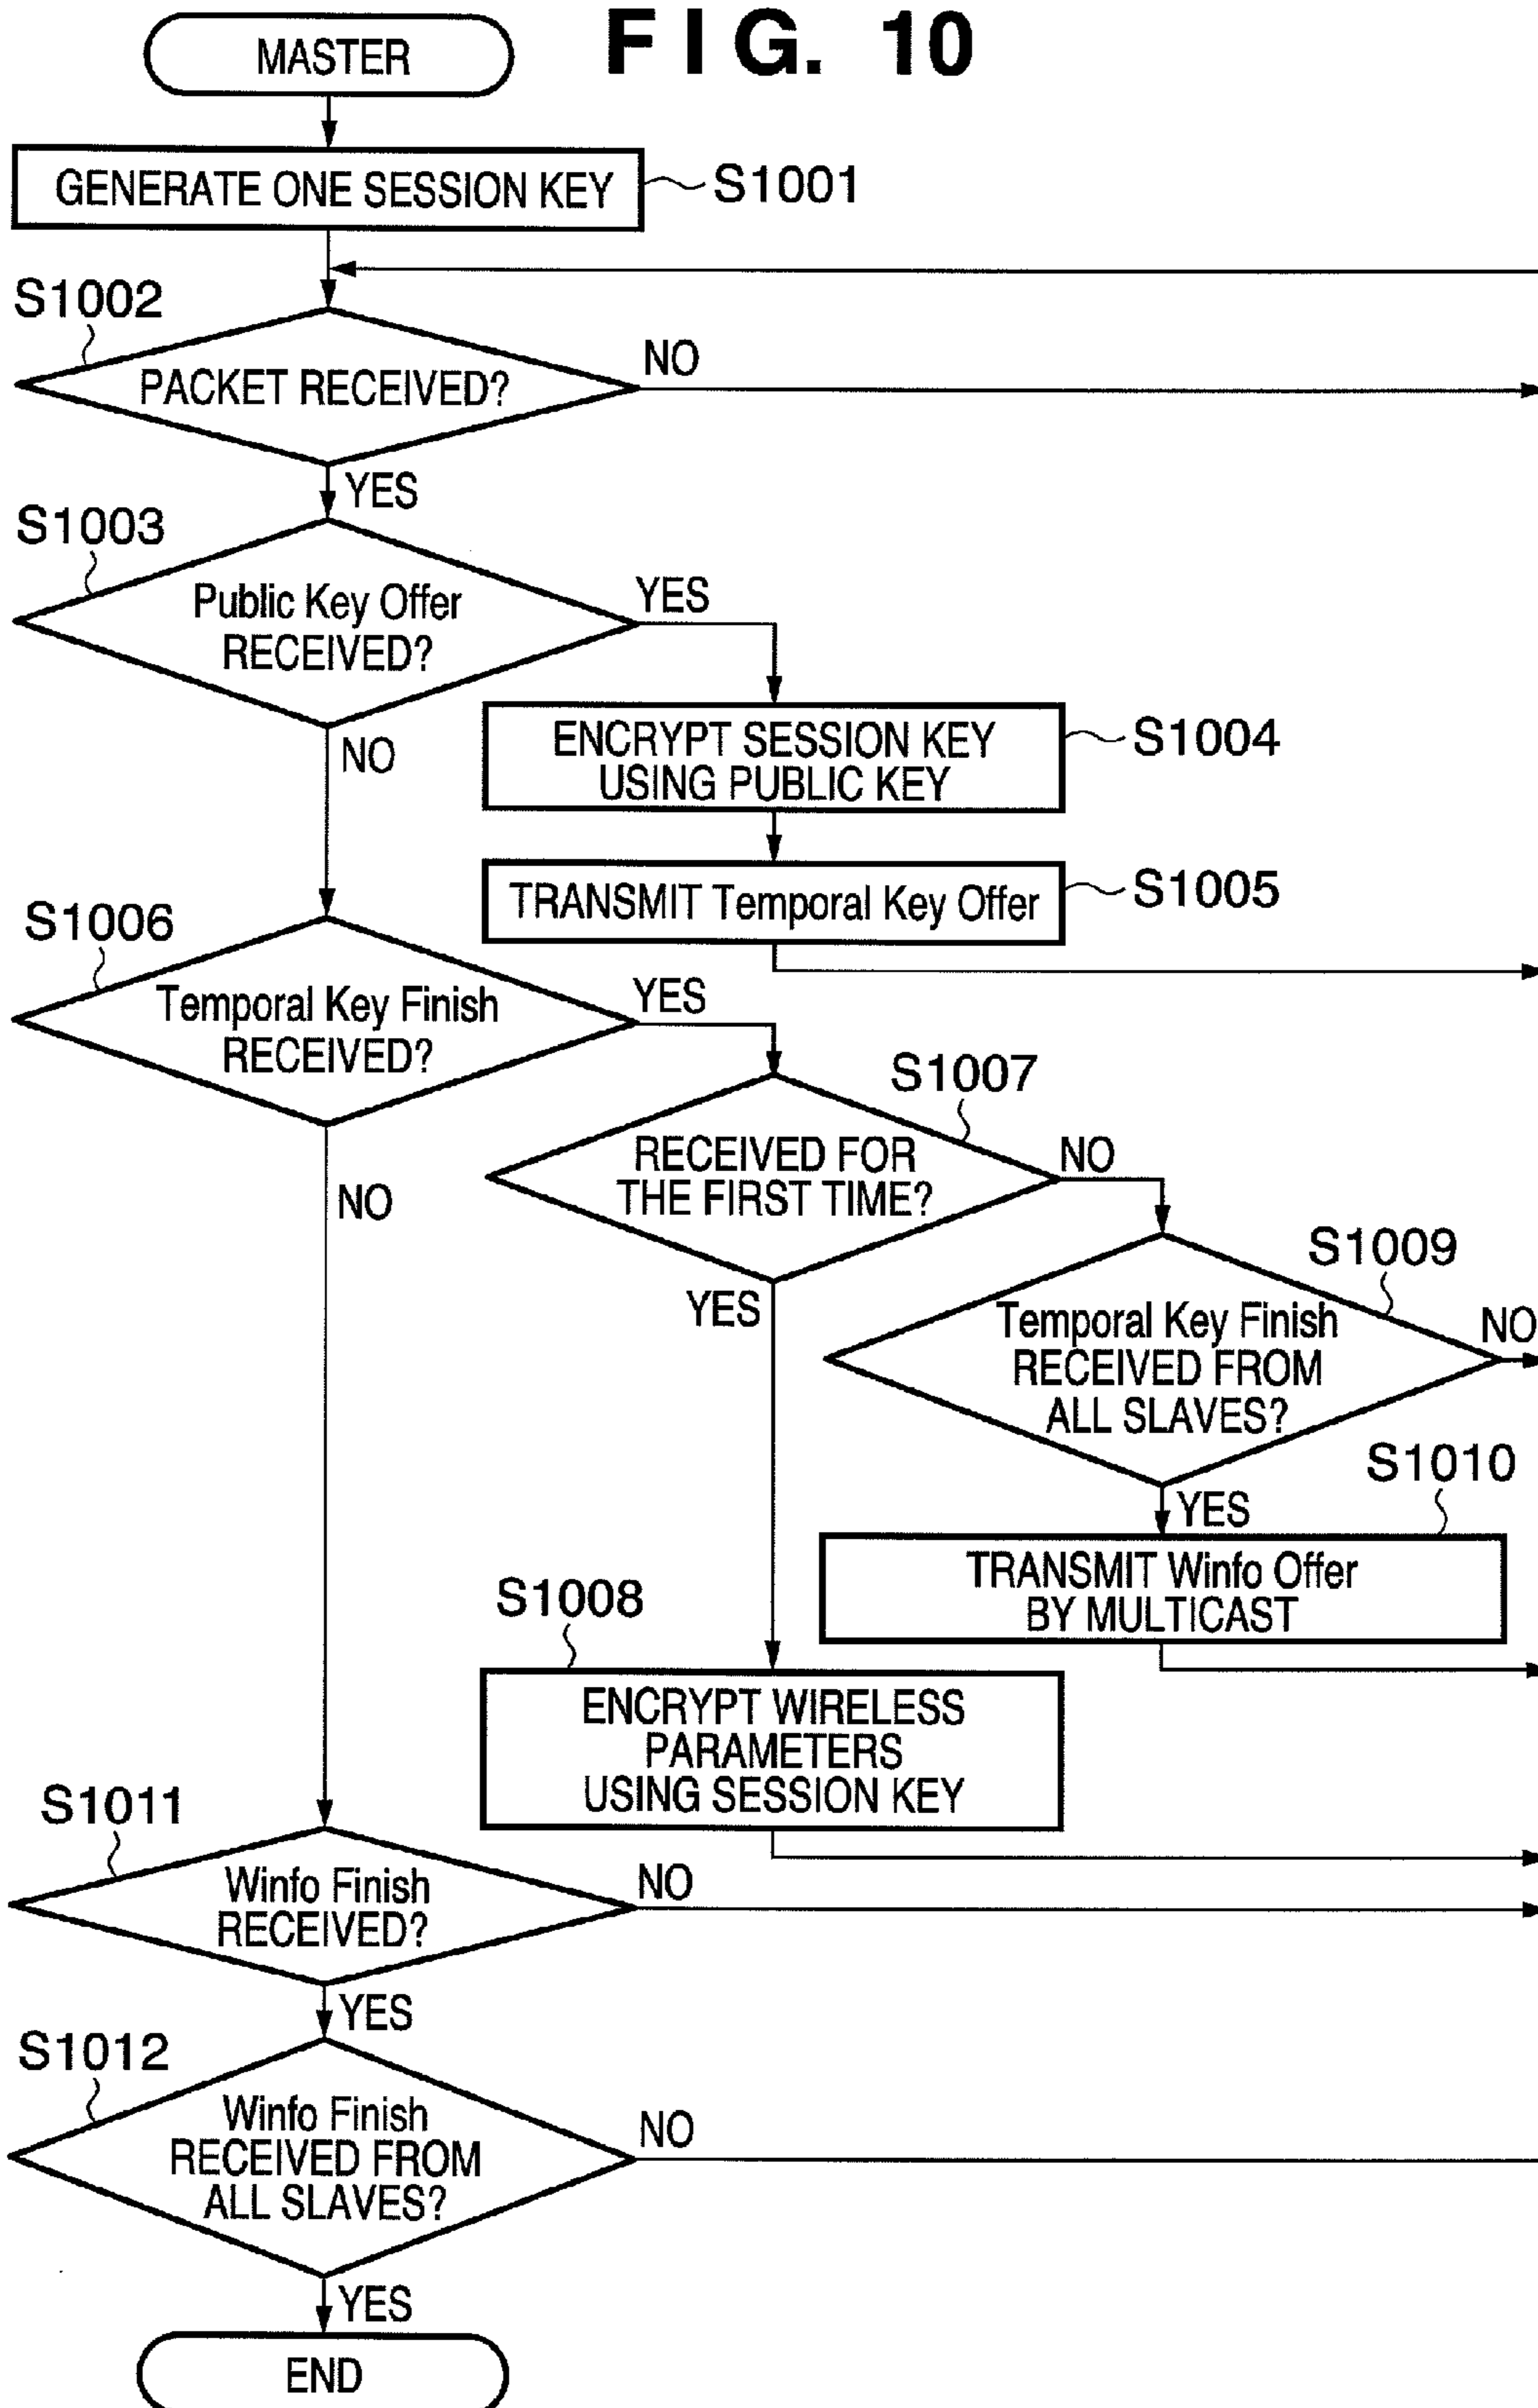 FIG. 10
MASTER
GENERATE ONE SESSION KEY
S1001
S1002
PACKET RECEIVED?
NO
YES
S1003
Public Key Offer
RECEIVED?
YES
NO
ENCRYPT SESSION KEY
USING PUBLIC KEY
S1004
TRANSMIT Temporal Key Offer
S1005
S1006
Temporal Key Finish
RECEIVED?
YES
NO
S1007
RECEIVED FOR
THE FIRST TIME?
NO
YES
S1009
Temporal Key Finish
RECEIVED FROM
ALL SLAVES?
NO
YES
S1010
TRANSMIT Winfo Offer
BY MULTICAST
S1008
ENCRYPT WIRELESS
PARAMETERS
USING SESSION KEY
S1011
Winfo Finish
RECEIVED?
NO
YES
S1012
Winfo Finish
RECEIVED FROM
ALL SLAVES?
NO
YES
END